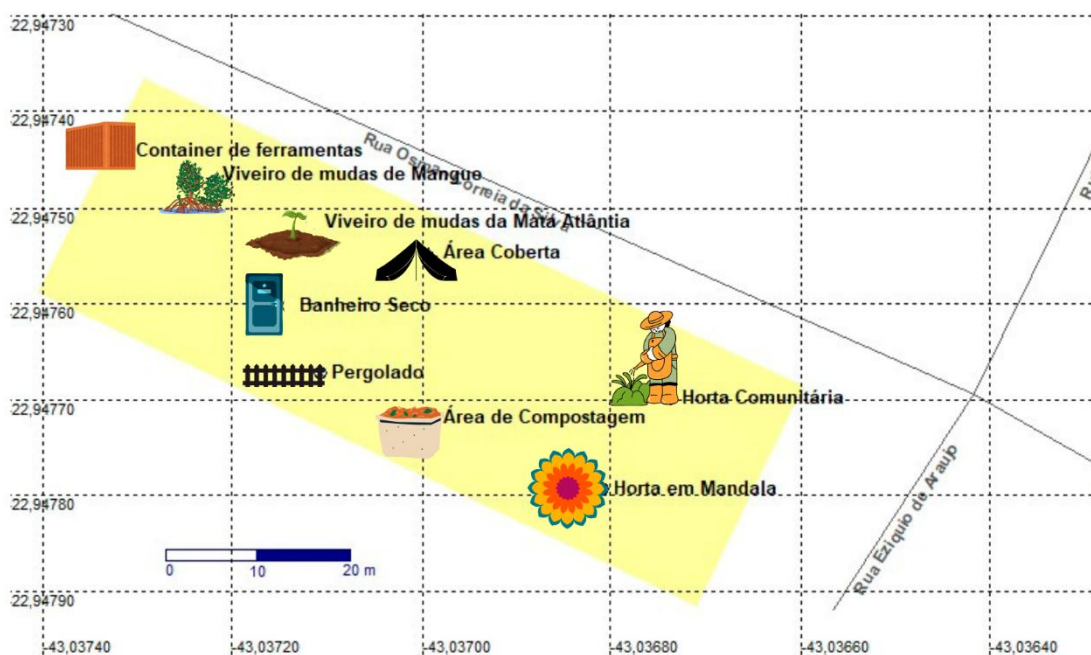 22,94730
22,94740
Container de ferramentas
Viveiro de mudas de Mangue
22,94750
Viveiro de mudas da Mata Atlântia
Área Coberta
22,94760
Banheiro Seco
Pergolado
22,94770
Horta Comunitária
Área de Compostagem
22,94780
Horta em Mandala
0 10 20 m
22,94790
Rua Correia da Silva
Rua Eziquio de Araujo
-43,03740 -43,03720 -43,03700 -43,03680 -43,03660 -43,03640